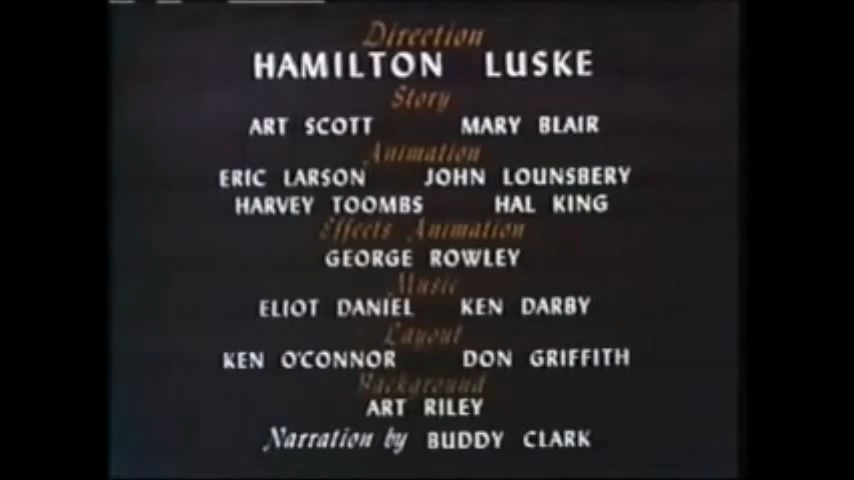 Direction
HAMILTON LUSKE
Story
ART SCOTT MARY BLAIR
Animation
ERIC LARSON JOHN LOUNSBERY
HARVEY TOOMBS HAL KING
Effects Animation
GEORGE ROWLEY
Music
ELIOT DANIEL KEN DARBY
Layout
KEN O'CONNOR DON GRIFFITH
Background
ART RILEY
Narration by BUDDY CLARK